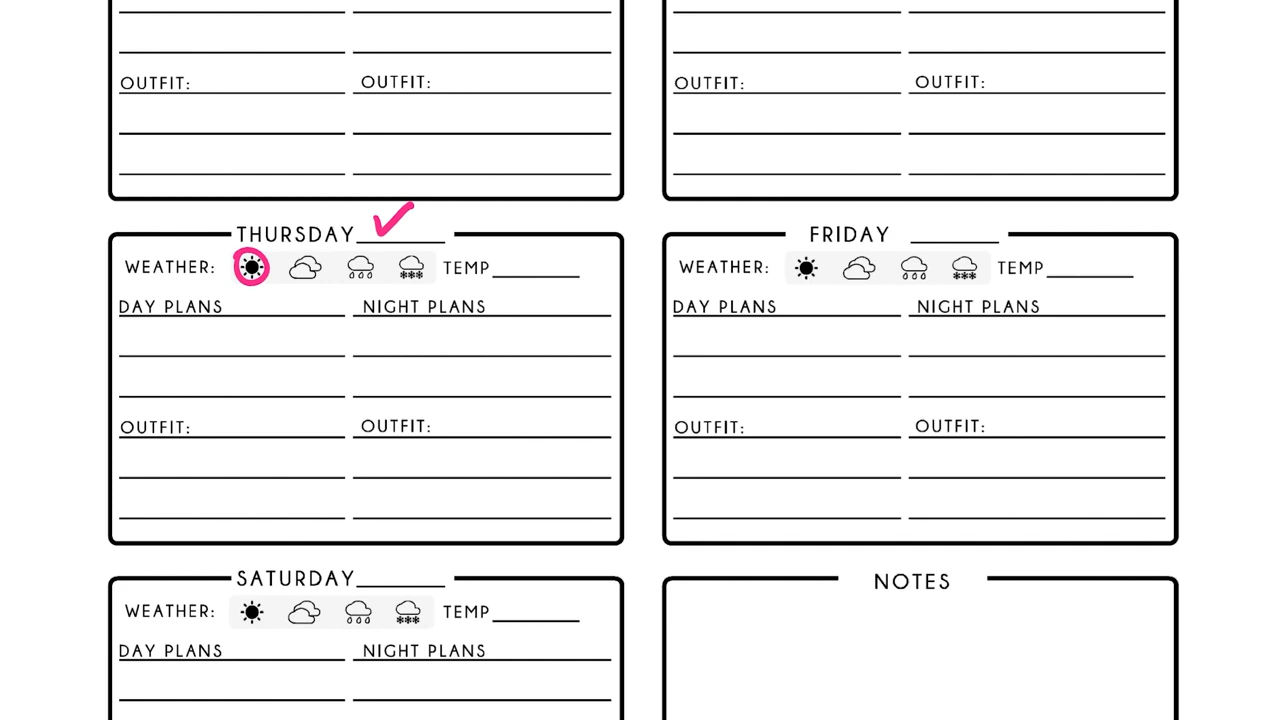 OUTFIT: OUTFIT:
OUTFIT: OUTFIT:
THURSDAY
WEATHER: TEMP
DAY PLANS NIGHT PLANS
OUTFIT: OUTFIT:
FRIDAY
WEATHER: TEMP
DAY PLANS NIGHT PLANS
OUTFIT: OUTFIT:
SATURDAY
WEATHER: TEMP
DAY PLANS NIGHT PLANS
NOTES